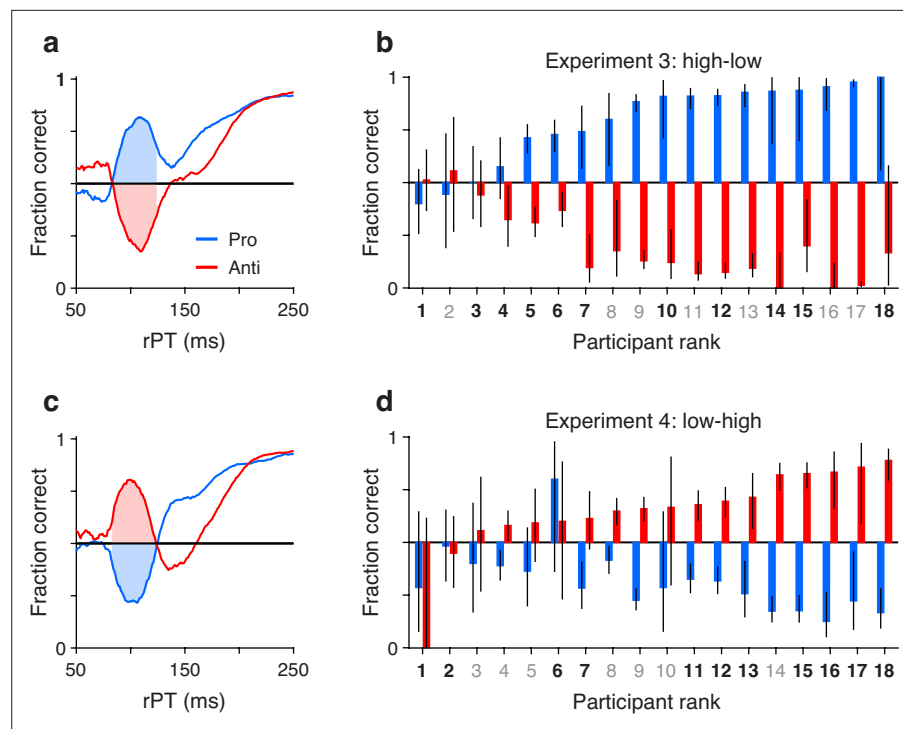 a
1
Fraction correct
0
50
150
250
rPT (ms)
Pro
Anti
b
Experiment 3: high-low
1
Fraction correct
0
1 2 3 4 5 6 7 8 9 10 11 12 13 14 15 16 17 18
Participant rank
c
1
Fraction correct
0
50
150
250
rPT (ms)
d
Experiment 4: low-high
1
Fraction correct
0
1 2 3 4 5 6 7 8 9 10 11 12 13 14 15 16 17 18
Participant rank